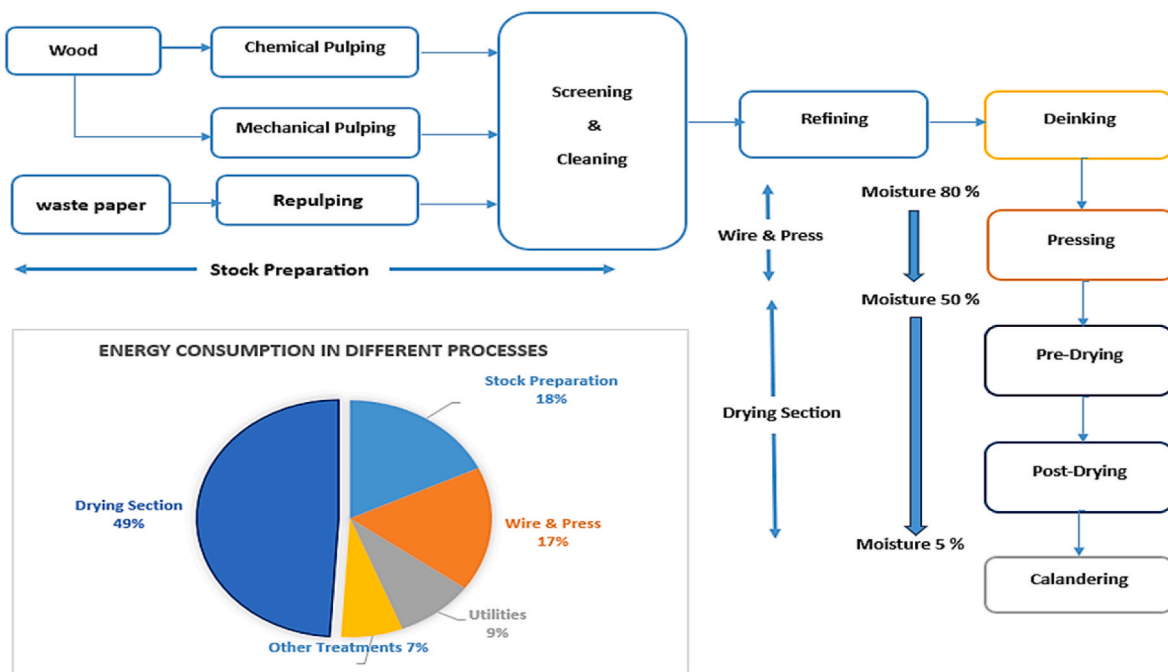 Wood
Chemical Pulping
Mechanical Pulping
waste paper
Repulping
Stock Preparation
Screening
&
Cleaning
Refining
Deinking
Moisture 80 %
Wire & Press
Pressing
Moisture 50 %
Pre-Drying
Drying Section
Post-Drying
Moisture 5 %
Calandering
ENERGY CONSUMPTION IN DIFFERENT PROCESSES
Stock Preparation
18%
Drying Section
49%
Wire & Press
17%
Utilities
9%
Other Treatments 7%